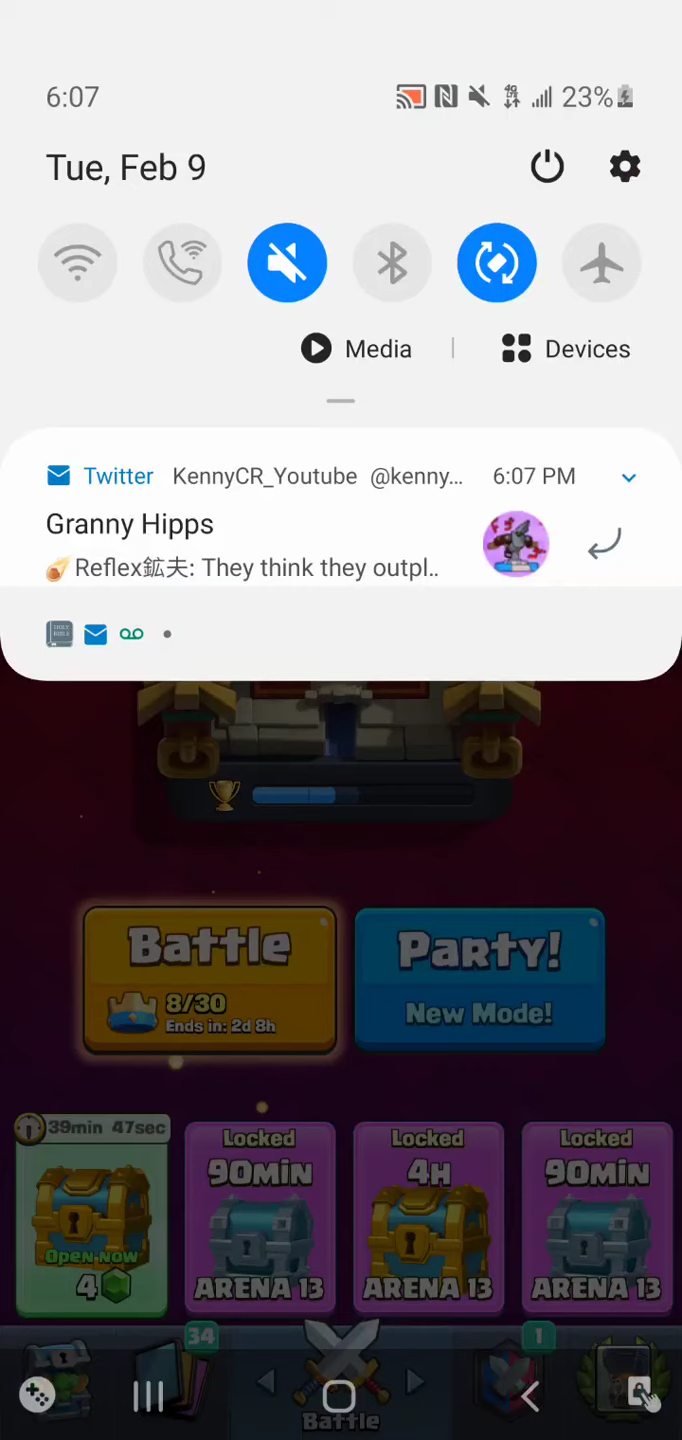 6:07 4G 23%
Tue, Feb 9
Media | Devices
Twitter KennyCR_Youtube @kenny... 6:07 PM
Granny Hipps
Reflex鉱夫: They think they outpl..
HOLY BIBLE
Battle Party!
8/30
Ends in: 2d 8h New Mode!
39min 47sec Locked Locked Locked
90min 4H 90min
Open Now
4 ARENA 13 ARENA 13 ARENA 13
34 1
Battle